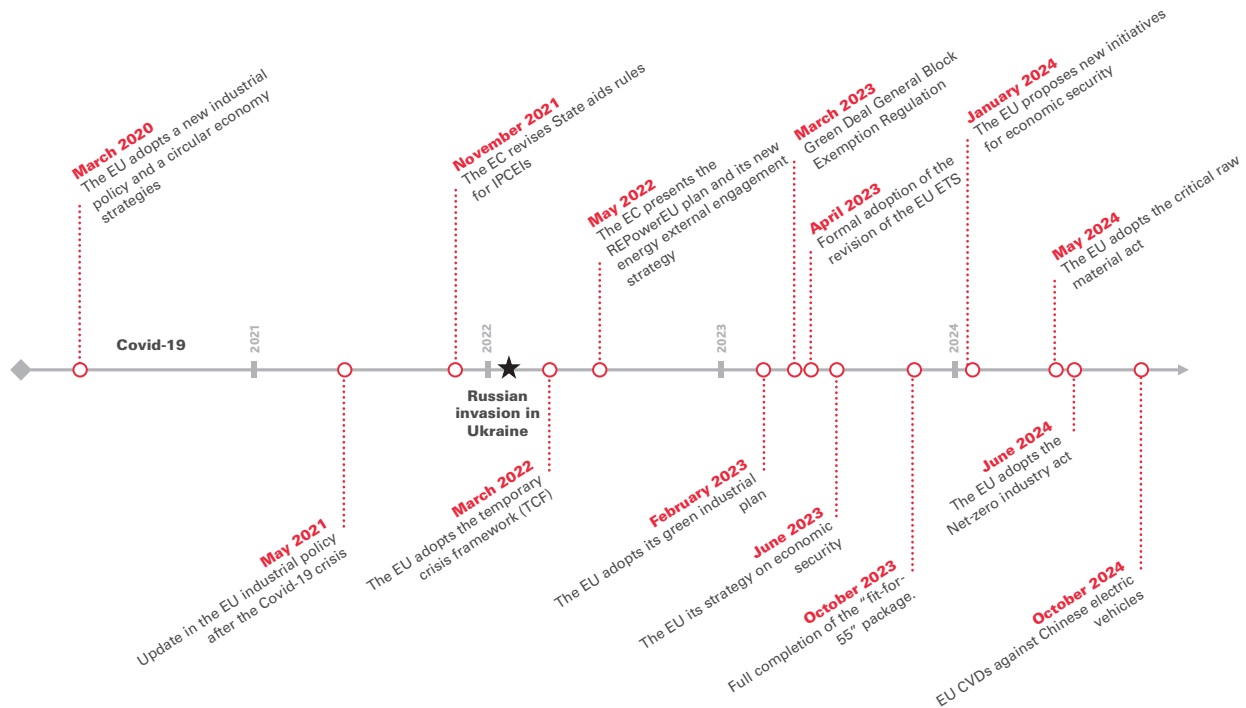 March 2020
The EU adopts a new industrial
policy and a circular economy
strategies
November 2021
The EC revises State aids rules
for IPCEIs
May 2022
The EC presents the
REPowerEU plan and its new
energy external engagement
strategy
March 2023
Green Deal General Block
Exemption Regulation
April 2023
Formal adoption of the
revision of the EU ETS
January 2024
The EU proposes new initiatives
for economic security
May 2024
The EU adopts the critical raw
material act
Covid-19
2021
2022
2023
2024
Russian
invasion in
Ukraine
May 2021
Update in the EU industrial policy
after the Covid-19 crisis
March 2022
The EU adopts the temporary
crisis framework (TCF)
February 2023
The EU adopts its green industrial
plan
June 2023
The EU its strategy on economic
security
October 2023
Full completion of the “fit-for-
55” package.
June 2024
The EU adopts the
Net-zero industry act
October 2024
EU CVDs against Chinese electric
vehicles